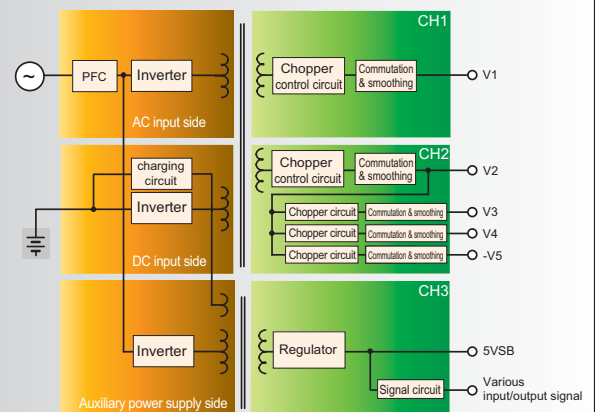 CH1
~
PFC
Inverter
Chopper
control circuit
Commutation
& smoothing
V1
AC input side
CH2
charging
circuit
Inverter
Chopper
control circuit
Commutation
& smoothing
V2
Chopper circuit
Commutation & smoothing
V3
Chopper circuit
Commutation & smoothing
V4
Chopper circuit
Commutation & smoothing
-V5
DC input side
CH3
Inverter
Regulator
5VSB
Signal circuit
Various
input/output signal
Auxiliary power supply side